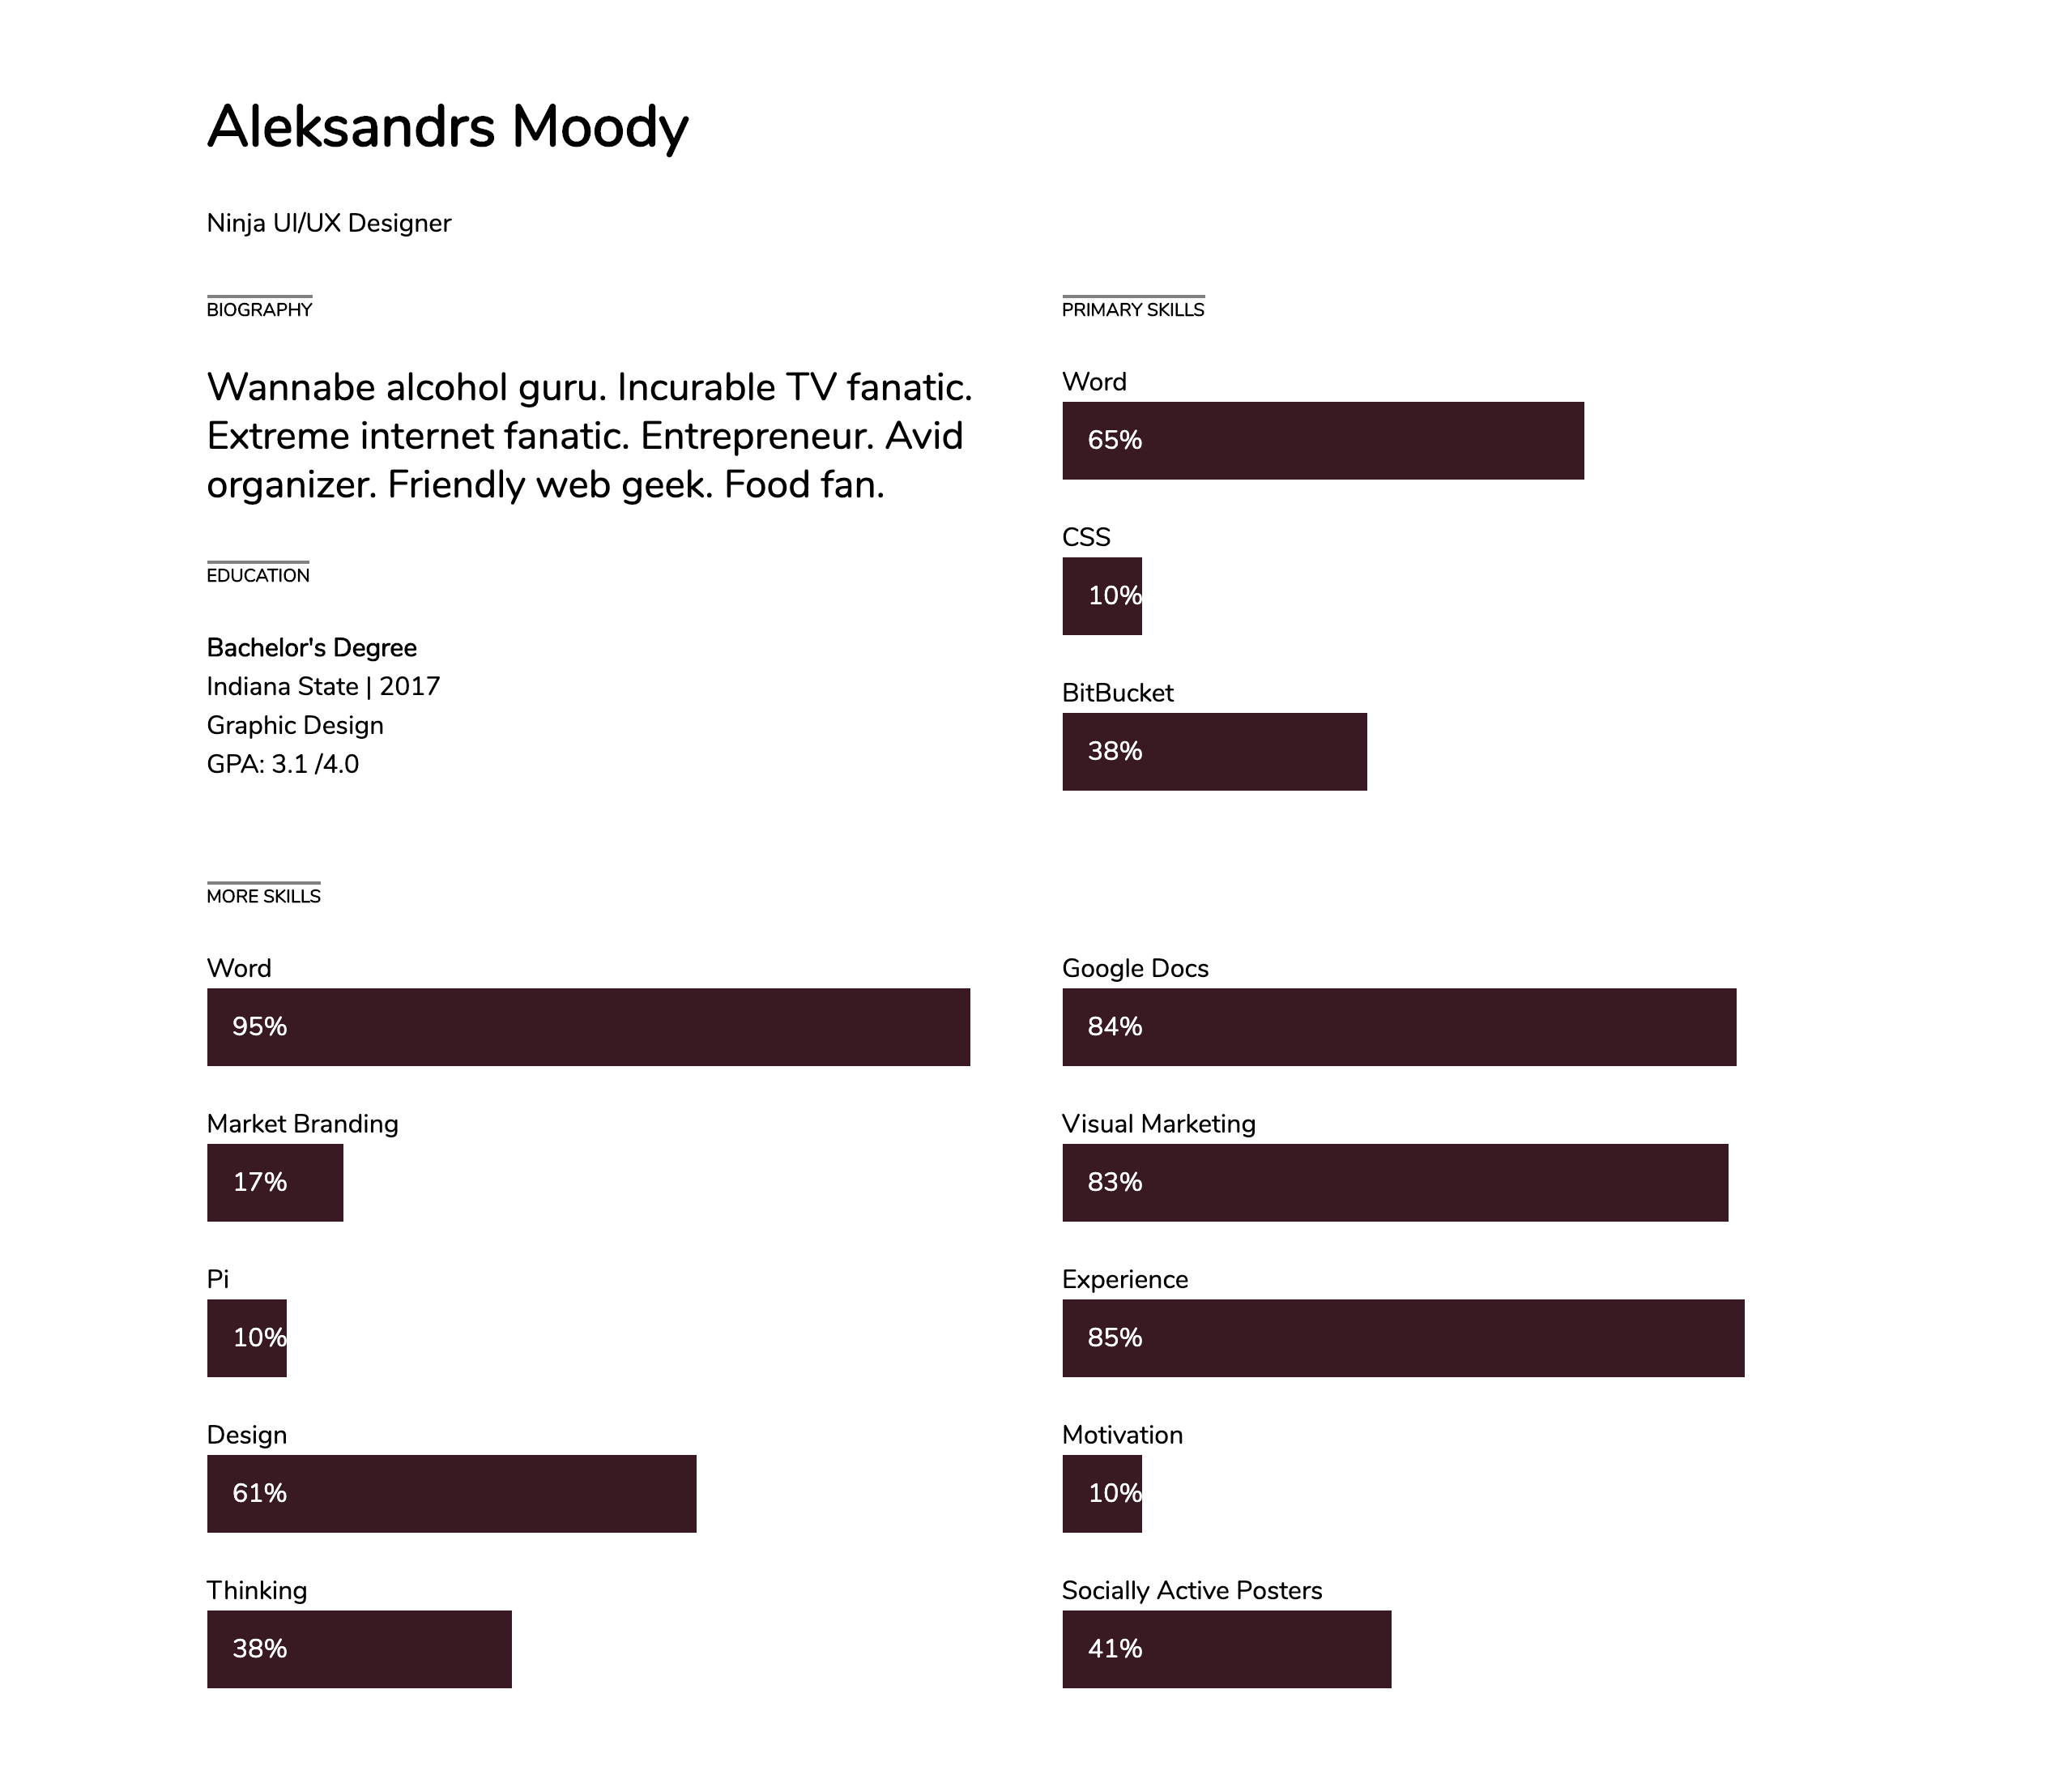 Aleksandrs Moody
Ninja UI/UX Designer
BIOGRAPHY
Wannabe alcohol guru. Incurable TV fanatic.
Extreme internet fanatic. Entrepreneur. Avid
organizer. Friendly web geek. Food fan.
EDUCATION
Bachelor's Degree
Indiana State | 2017
Graphic Design
GPA: 3.1 /4.0
PRIMARY SKILLS
Word
65%
CSS
10%
BitBucket
38%
MORE SKILLS
Word
95%
Market Branding
17%
Pi
10%
Design
61%
Thinking
38%
Google Docs
84%
Visual Marketing
83%
Experience
85%
Motivation
10%
Socially Active Posters
41%